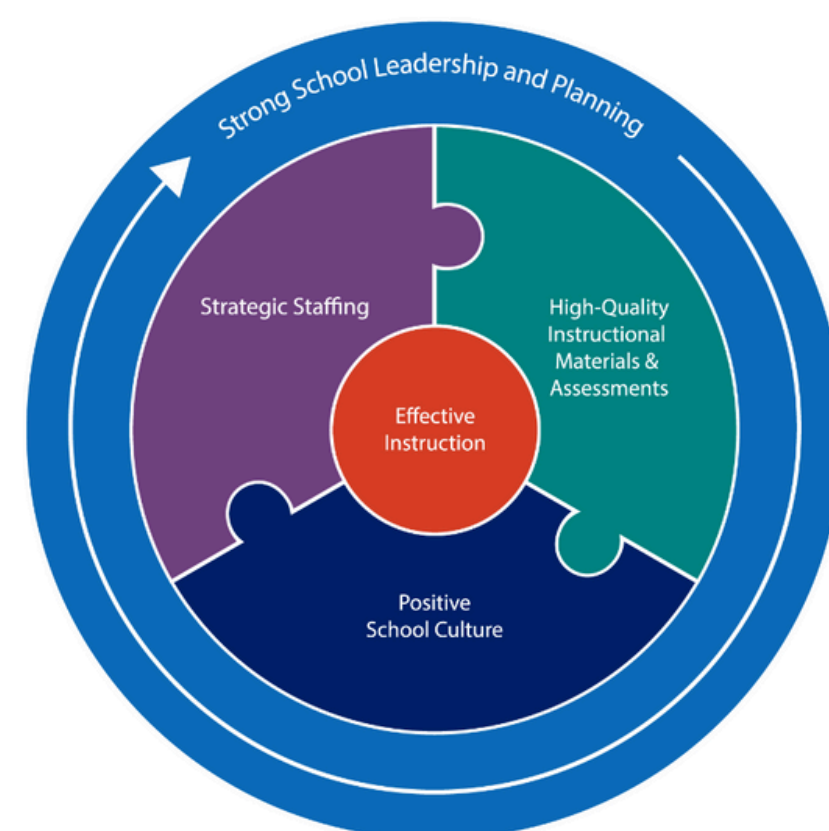 Strong School Leadership and Planning
Strategic Staffing
High-Quality
Instructional
Materials &
Assessments
Effective
Instruction
Positive
School Culture